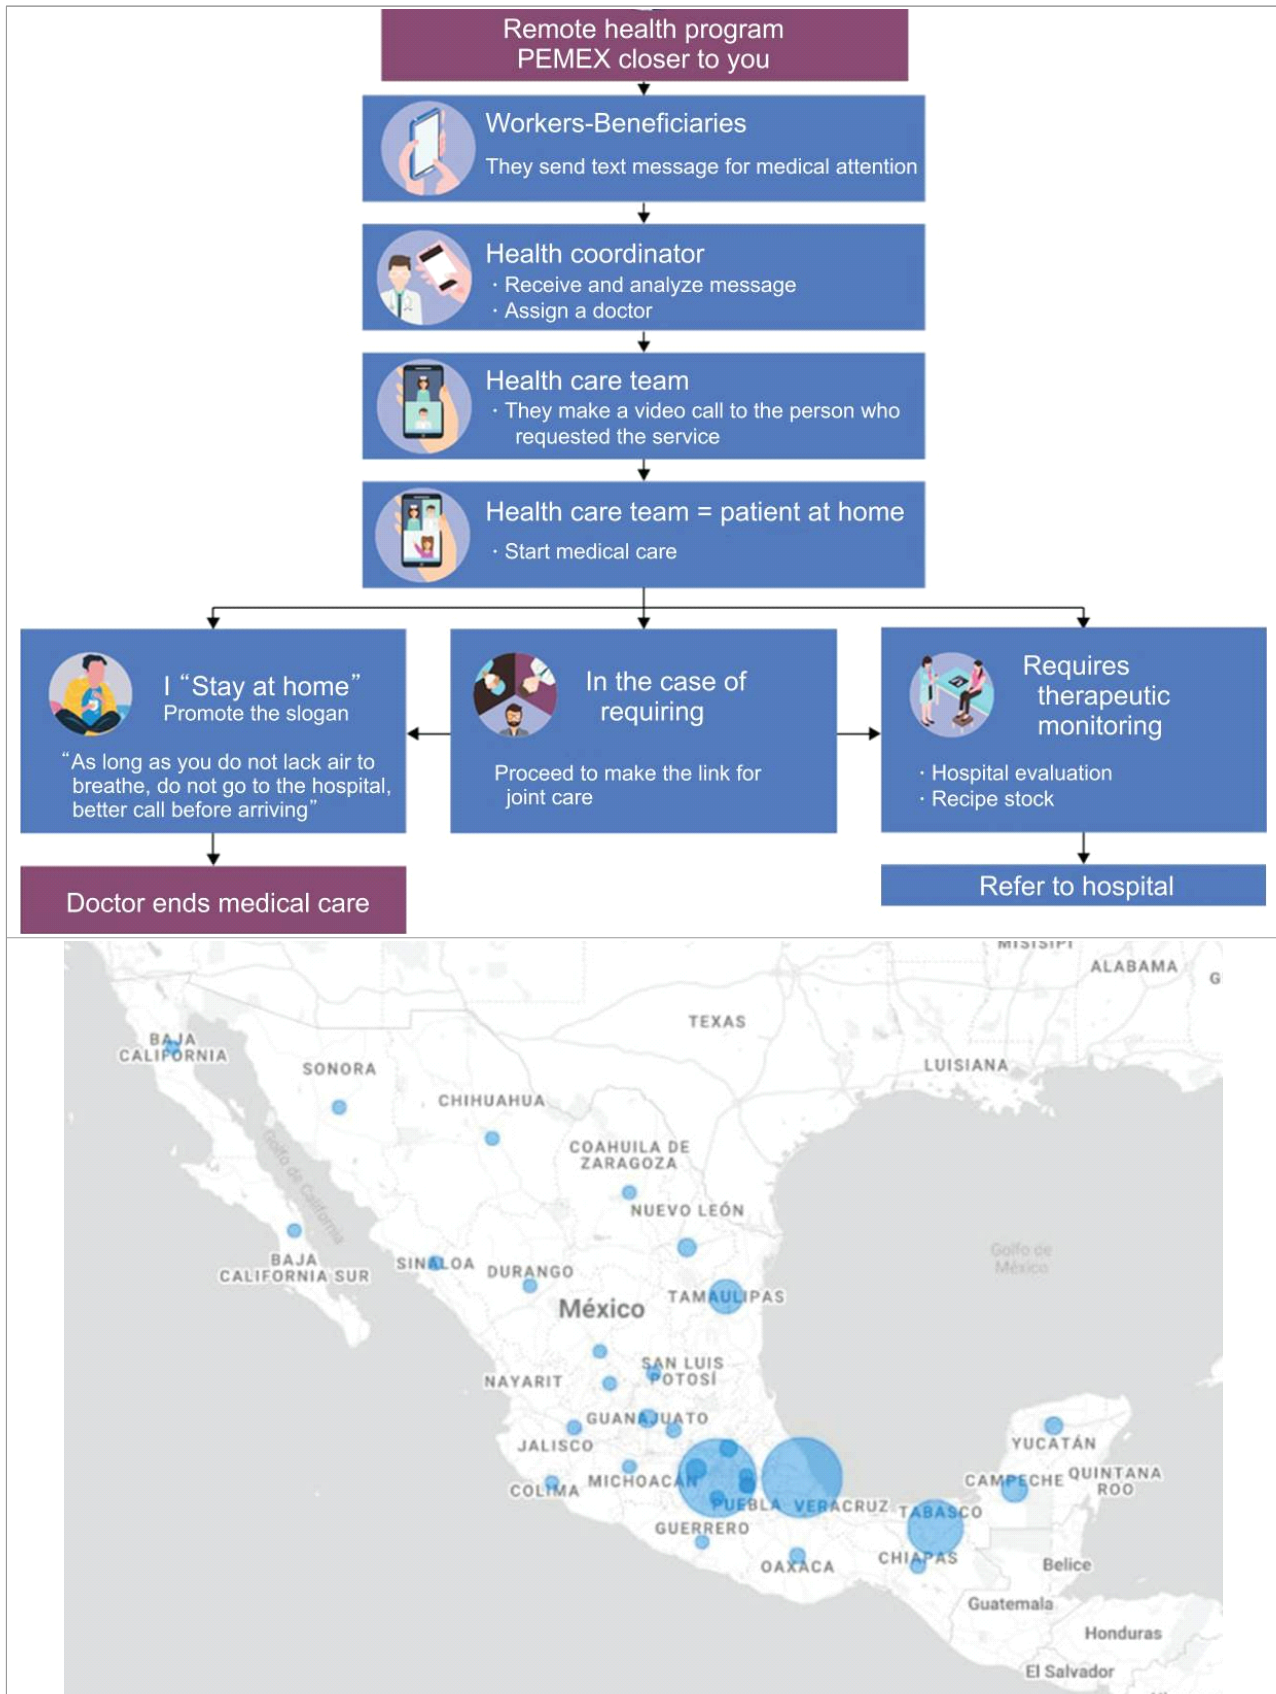 Remote health program
PEMEX closer to you
Workers-Beneficiaries
They send text message for medical attention
Health coordinator
· Receive and analyze message
· Assign a doctor
Health care team
· They make a video call to the person who
requested the service
Health care team = patient at home
· Start medical care
I “Stay at home”
Promote the slogan
“As long as you do not lack air to
breathe, do not go to the hospital,
better call before arriving”
In the case of
requiring
Proceed to make the link for
joint care
Requires
therapeutic
monitoring
· Hospital evaluation
· Recipe stock
Doctor ends medical care
Refer to hospital
MISISIPI
ALABAMA
G
TEXAS
LUISIANA
BAJA
CALIFORNIA
SONORA
CHIHUAHUA
COAHUILA DE
ZARAGOZA
Golfo de California
NUEVO LEÓN
BAJA
CALIFORNIA SUR
SINALOA
DURANGO
Golfo de
México
TAMAULIPAS
México
SAN LUIS
POTOSÍ
NAYARIT
GUANAJUATO
JALISCO
YUCATÁN
COLIMA
MICHOACÁN
CAMPECHE
QUINTANA
ROO
PUEBLA
VERACRUZ
TABASCO
GUERRERO
OAXACA
CHIAPAS
Belice
Guatemala
Honduras
El Salvador